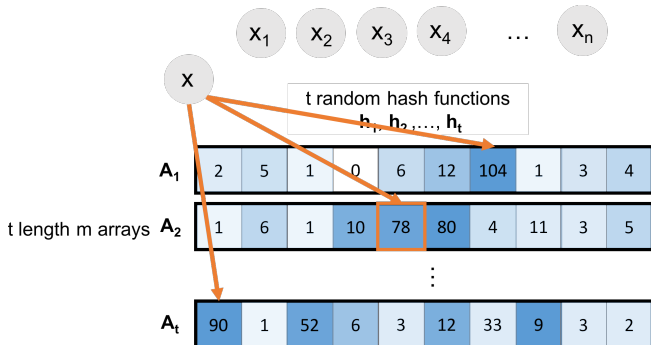 x₁ x₂ x₃ x₄ … xₙ
x
t random hash functions
h₁, h₂ ,…, hₜ
A₁ 2 5 1 0 6 12 104 1 3 4
t length m arrays A₂ 1 6 1 10 78 80 4 11 3 5
⋮
Aₜ 90 1 52 6 3 12 33 9 3 2